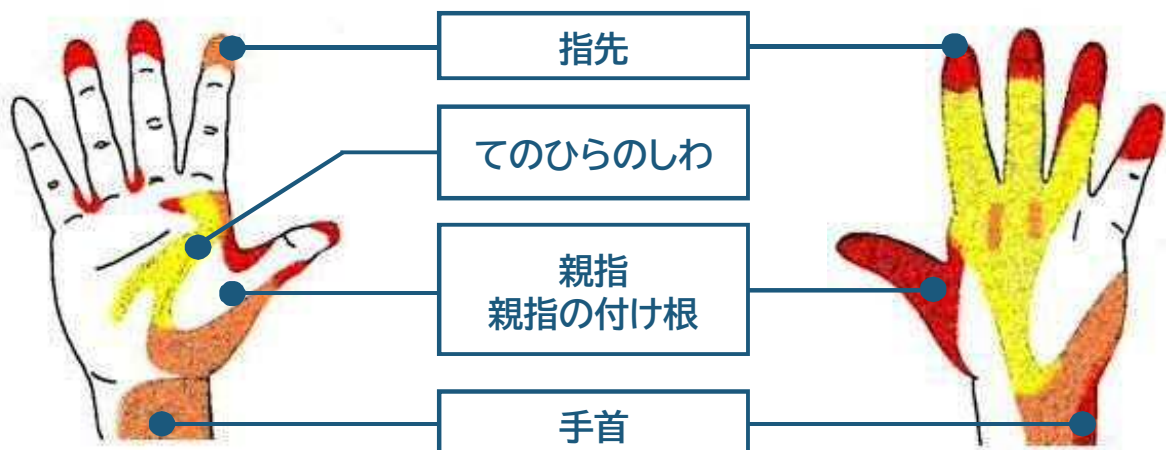 指先
てのひらのしわ
親指
親指の付け根
手首